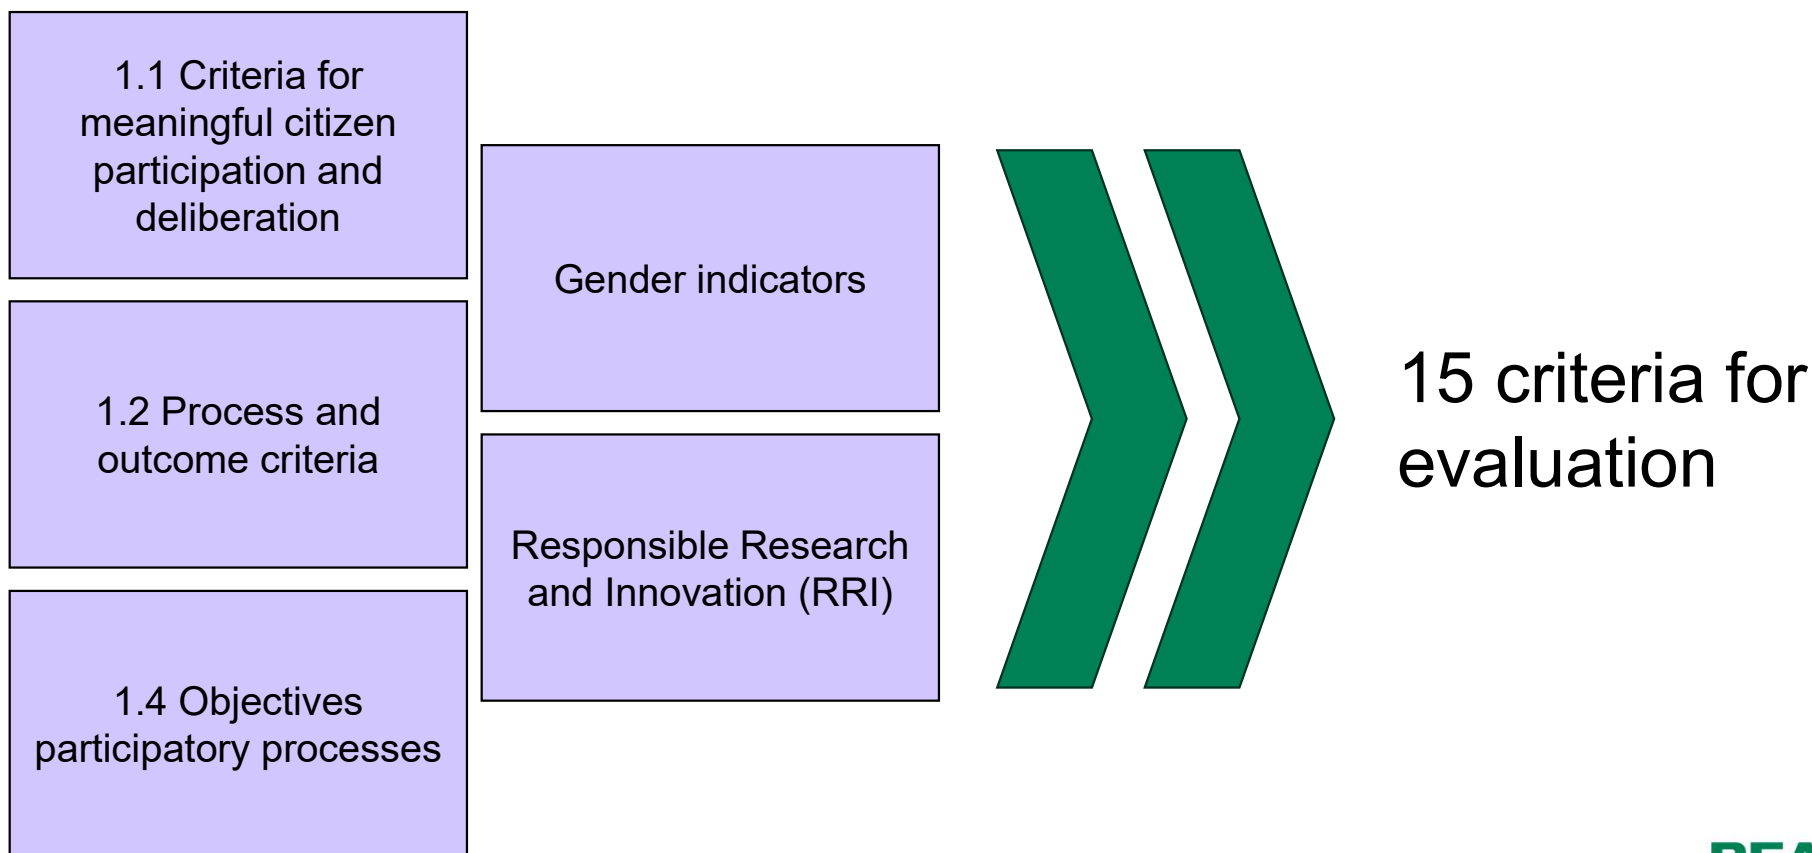 1.1 Criteria for
meaningful citizen
participation and
deliberation
1.2 Process and
outcome criteria
1.4 Objectives
participatory processes
Gender indicators
Responsible Research
and Innovation (RRI)
15 criteria for
evaluation